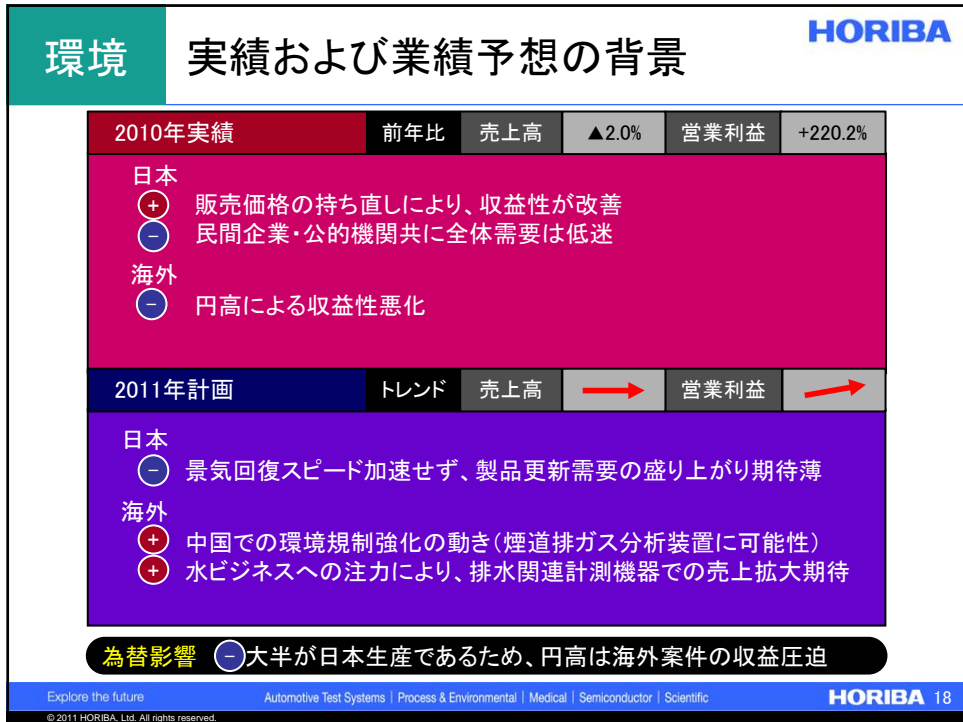 環境
実績および業績予想の背景
HORIBA
2010年実績 前年比 売上高 ▲2.0% 営業利益 +220.2%
日本
+ 販売価格の持ち直しにより、収益性が改善
- 民間企業・公的機関共に全体需要は低迷
海外
- 円高による収益性悪化
2011年計画 トレンド 売上高 営業利益
日本
- 景気回復スピード加速せず、製品更新需要の盛り上がり期待薄
海外
+ 中国での環境規制強化の動き(煙道排ガス分析装置に可能性)
+ 水ビジネスへの注力により、排水関連計測機器での売上拡大期待
為替影響 -大半が日本生産であるため、円高は海外案件の収益圧迫
Explore the future Automotive Test Systems | Process & Environmental | Medical | Semiconductor | Scientific HORIBA 18
© 2011 HORIBA, Ltd. All rights reserved.